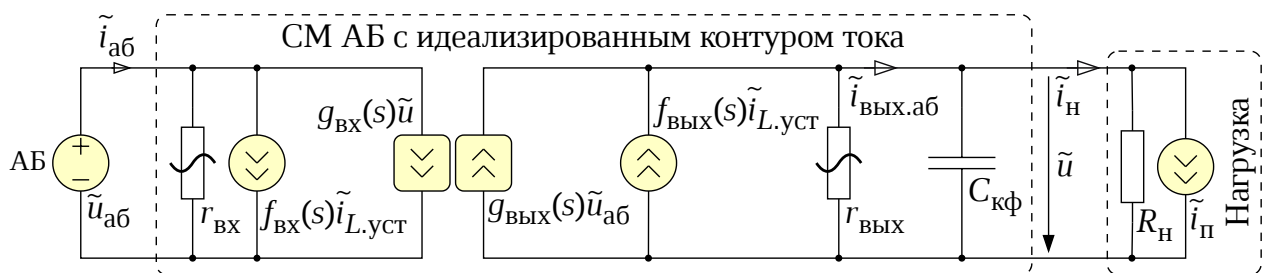 ĩаб
СМ АБ с идеализированным контуром тока
АБ
+
−
ũаб
rвх
fвх(s)ĩL.уст
gвх(s)ũ
gвых(s)ũаб
fвых(s)ĩL.уст
rвых
ĩвых.аб
Cкф
ĩн
ũ
Rн
ĩп
Нагрузка